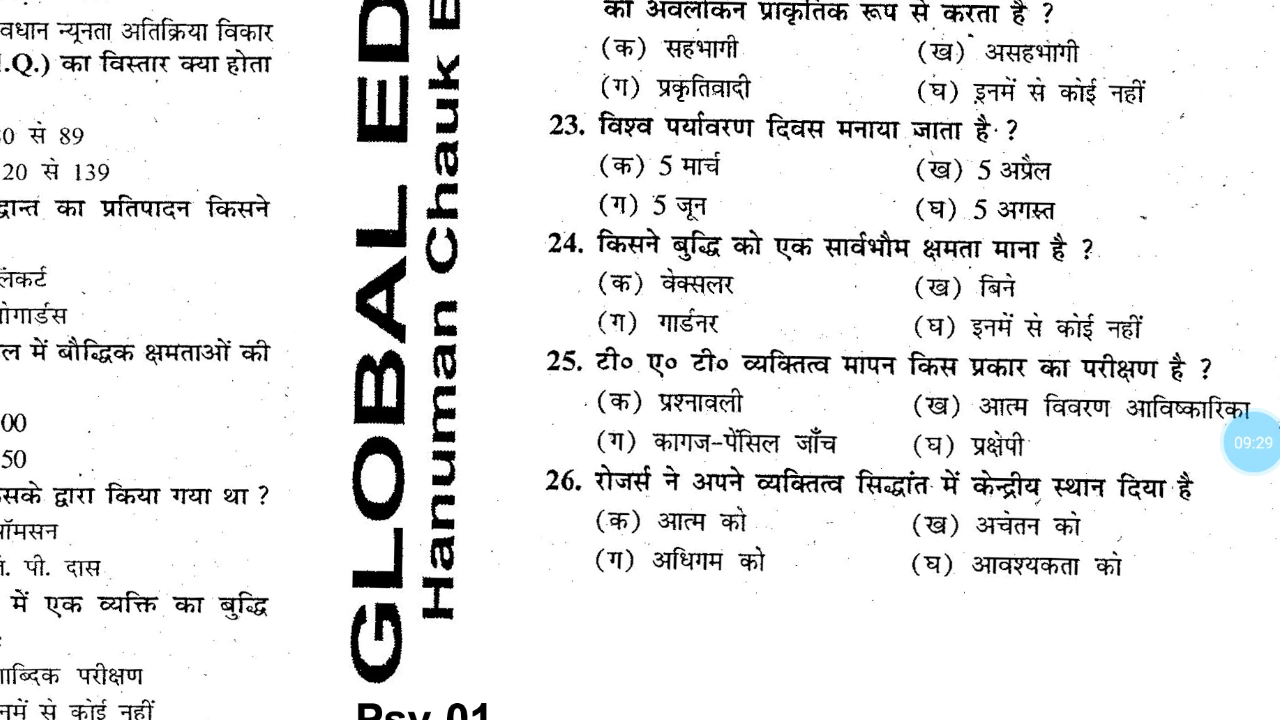 वधान न्यूनता अतिक्रिया विकार
I.Q.) का विस्तार क्या होता
से 89
20 से 139
का प्रतिपादन किसने
लिकर्ट
ोगार्डस
ल में बौद्धिक क्षमताओं की
00
50
सके द्वारा किया गया था ?
ॉमसन
पी. दास
में एक व्यक्ति का बुद्धि
शाब्दिक परीक्षण
नमें से कोई नहीं
GLOBAL ED
Hanuman Chauk B
Psy-01
का अवलोकन प्राकृतिक रूप से करता है ?
(क) सहभागी (ख) असहभागी
(ग) प्रकृतिवादी (घ) इनमें से कोई नहीं
23. विश्व पर्यावरण दिवस मनाया जाता है ?
(क) 5 मार्च (ख) 5 अप्रैल
(ग) 5 जून (घ) 5 अगस्त
24. किसने बुद्धि को एक सार्वभौम क्षमता माना है ?
(क) वेक्सलर (ख) बिने
(ग) गार्डनर (घ) इनमें से कोई नहीं
25. टी० ए० टी० व्यक्तित्व मापन किस प्रकार का परीक्षण है ?
(क) प्रश्नावली (ख) आत्म विवरण आविष्कारिका
(ग) कागज-पेंसिल जाँच (घ) प्रक्षेपी
09:29
26. रोजर्स ने अपने व्यक्तित्व सिद्धांत में केन्द्रीय स्थान दिया है
(क) आत्म को (ख) अचेतन को
(ग) अधिगम को (घ) आवश्यकता को